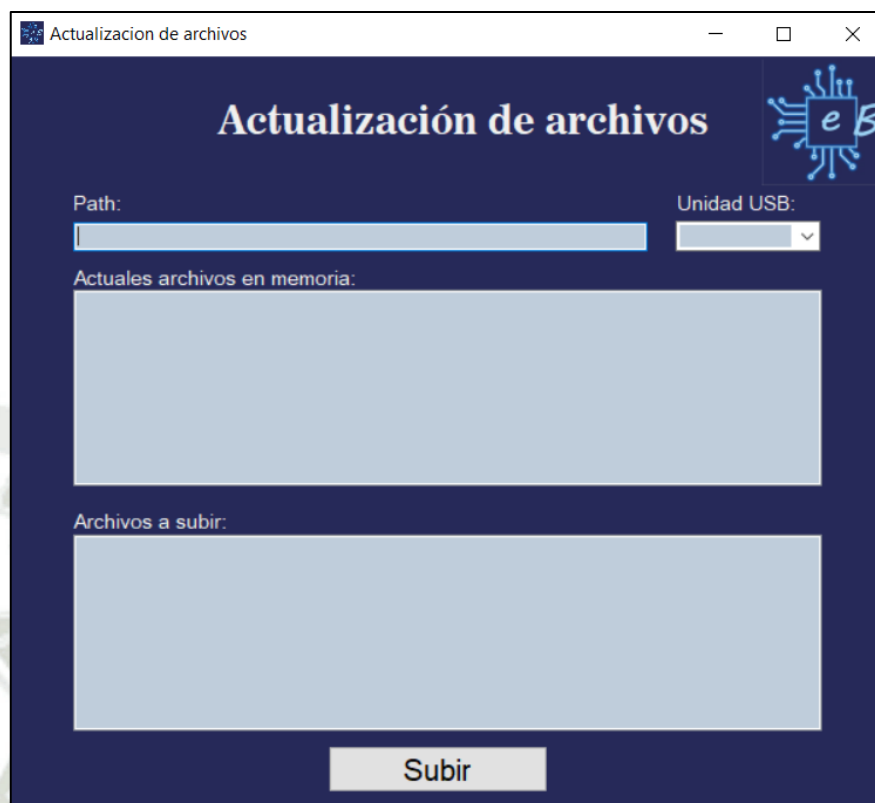 Actualizacion de archivos
Actualización de archivos
e B
Path:
Unidad USB:
Actuales archivos en memoria:
Archivos a subir:
Subir